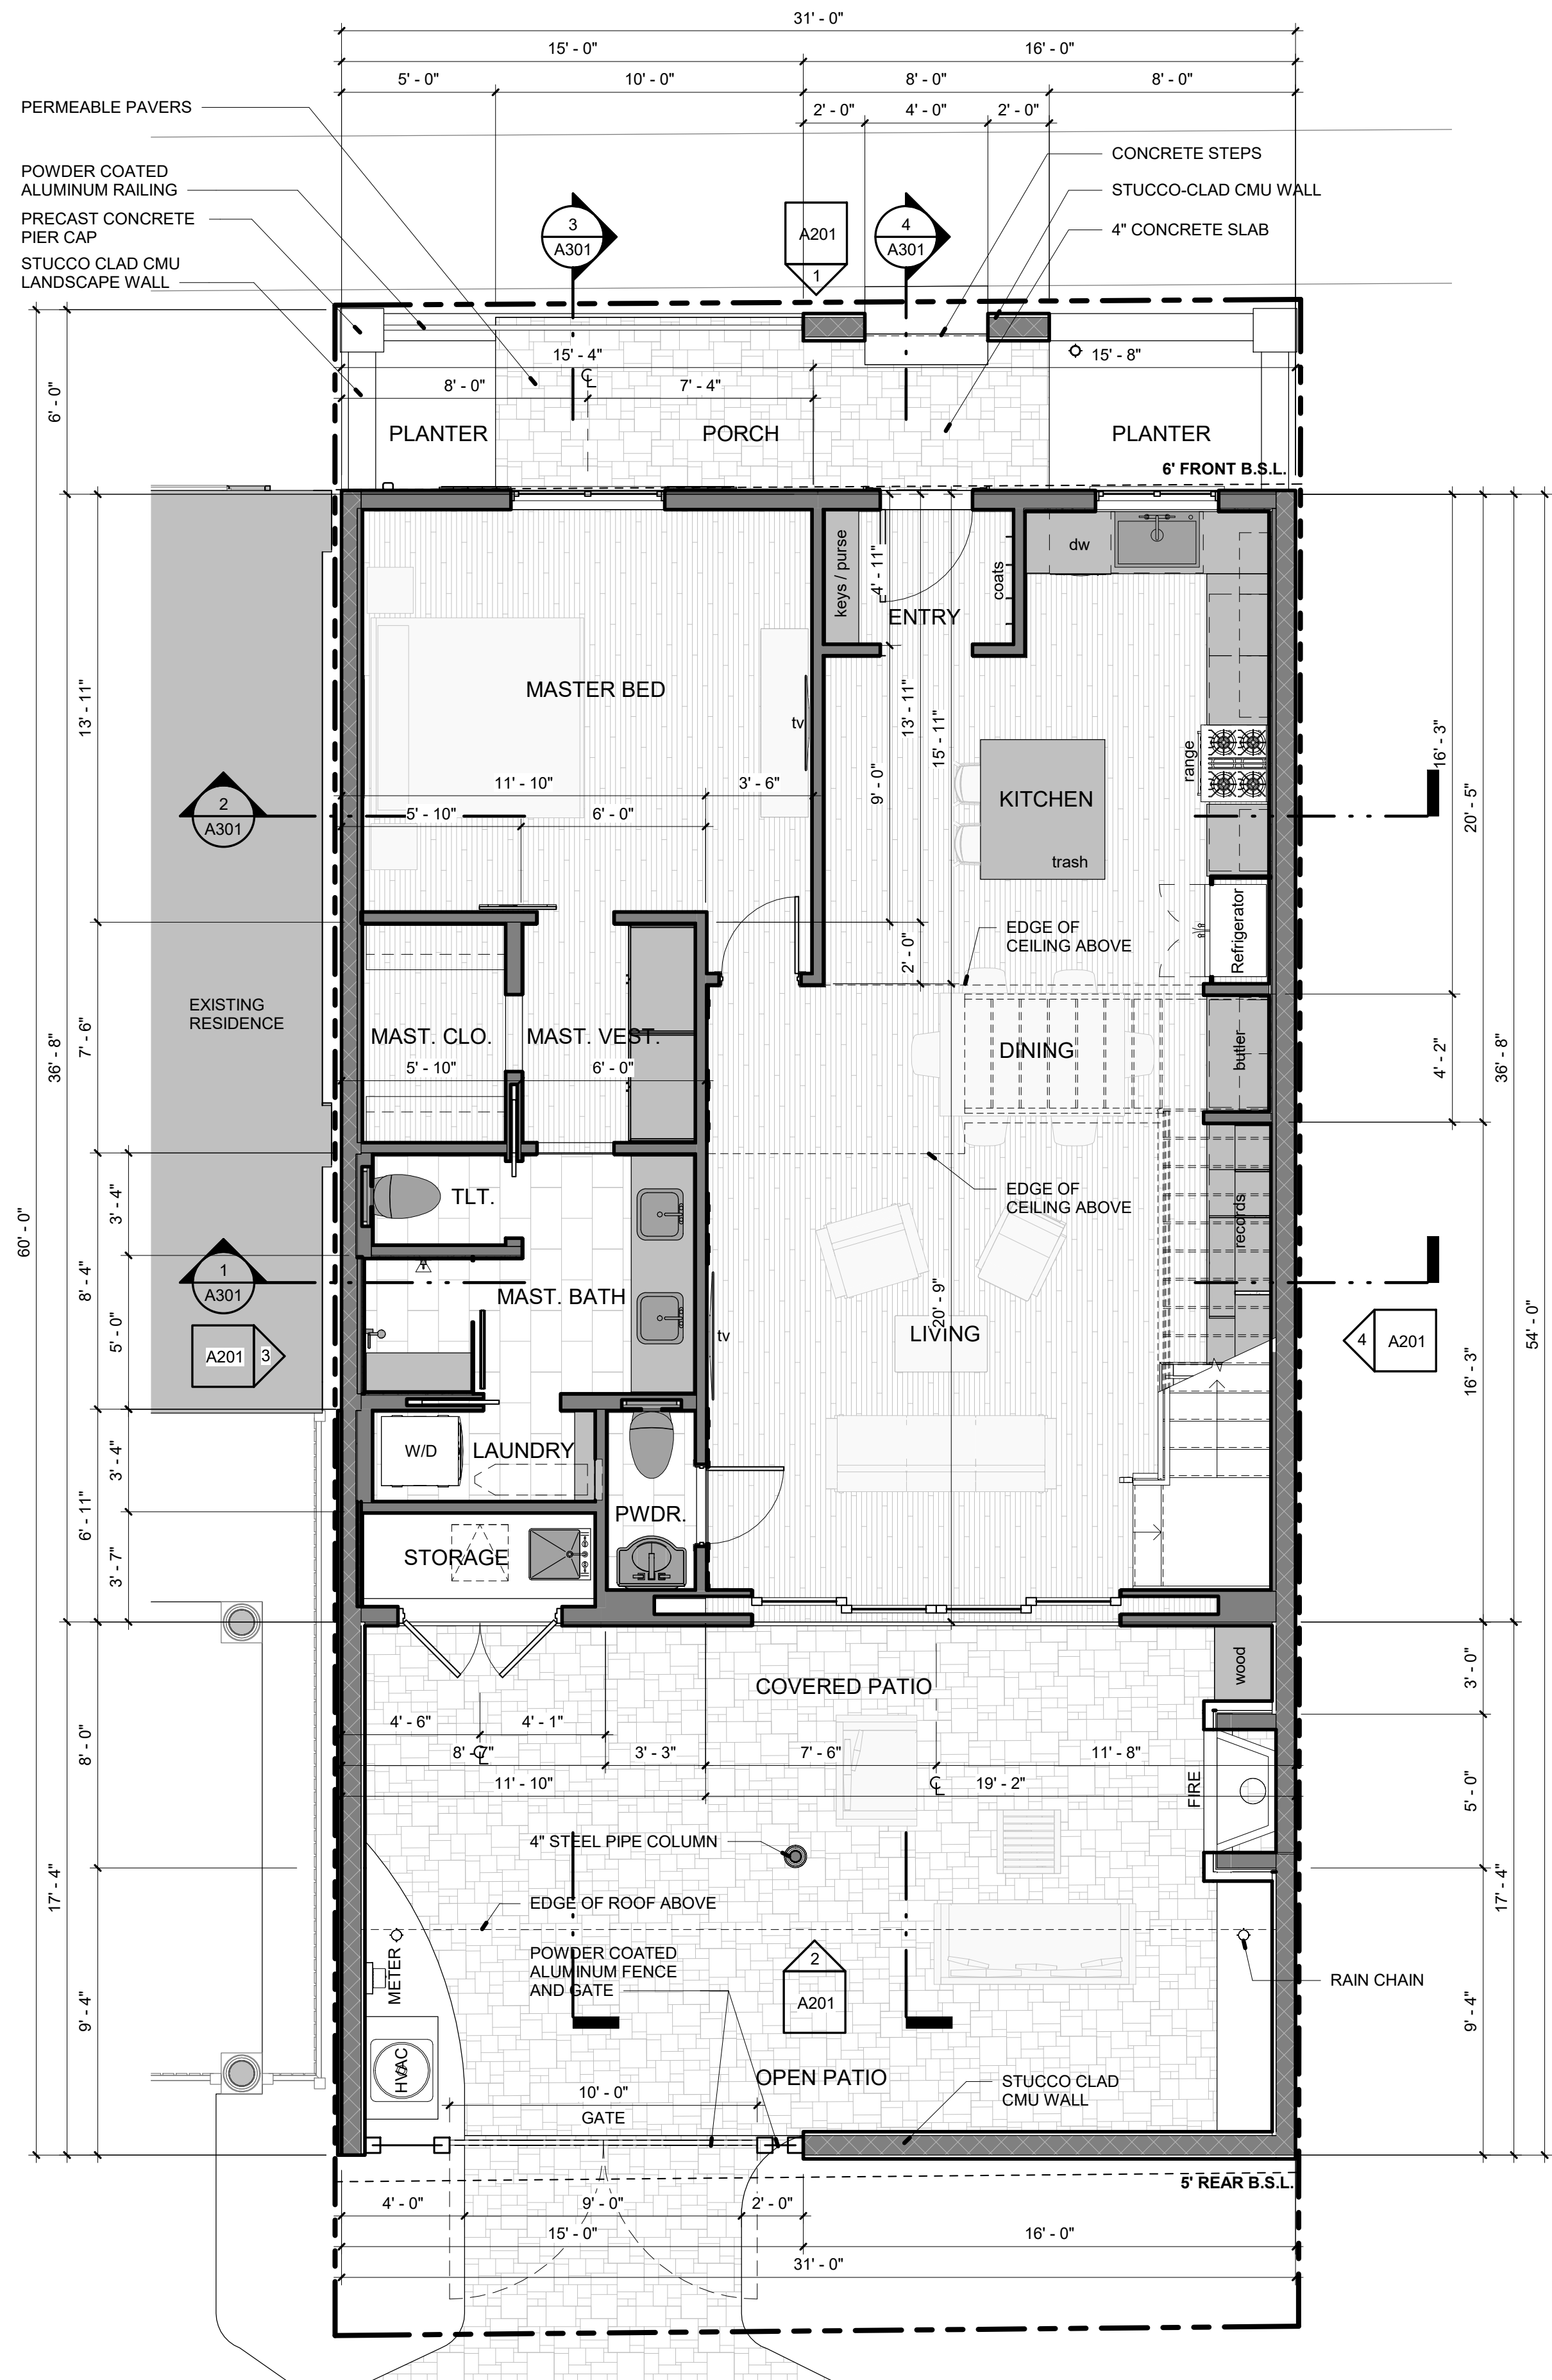 31' - 0"
15' - 0"
16' - 0"
5' - 0"
10' - 0"
8' - 0"
8' - 0"
2' - 0"
4' - 0"
2' - 0"
PERMEABLE PAVERS
POWDER COATED
ALUMINUM RAILING
PRECAST CONCRETE
PIER CAP
STUCCO CLAD CMU
LANDSCAPE WALL
CONCRETE STEPS
STUCCO-CLAD CMU WALL
4" CONCRETE SLAB
3
A301
A201
1
4
A301
15' - 4"
15' - 8"
8' - 0"
CL
7' - 4"
6' - 0"
PLANTER
PORCH
PLANTER
6' FRONT B.S.L.
keys / purse
4' - 11"
coats
dw
ENTRY
MASTER BED
tv
13' - 11"
13' - 11"
15' - 11"
9' - 0"
KITCHEN
trash
range
16' - 3"
20' - 5"
11' - 10"
3' - 6"
5' - 10"
6' - 0"
2
A301
Refrigerator
EDGE OF
CEILING ABOVE
2' - 0"
EXISTING
RESIDENCE
MAST. CLO.
MAST. VEST.
5' - 10"
6' - 0"
DINING
butler
4' - 2"
36' - 8"
36' - 8"
7' - 6"
60' - 0"
54' - 0"
TLT.
EDGE OF
CEILING ABOVE
records
3' - 4"
8' - 4"
5' - 0"
1
A301
A201
3
MAST. BATH
tv
20' - 9"
LIVING
4
A201
16' - 3"
W/D
LAUNDRY
3' - 4"
6' - 11"
3' - 7"
PWDR.
STORAGE
COVERED PATIO
wood
3' - 0"
4' - 6"
4' - 1"
8' - 7"
CL
3' - 3"
7' - 6"
11' - 8"
11' - 10"
CL
19' - 2"
FIRE
5' - 0"
8' - 0"
17' - 4"
17' - 4"
4" STEEL PIPE COLUMN
EDGE OF ROOF ABOVE
POWDER COATED
ALUMINUM FENCE
AND GATE
METER
2
A201
RAIN CHAIN
9' - 4"
9' - 4"
HVAC
OPEN PATIO
10' - 0"
GATE
STUCCO CLAD
CMU WALL
5' REAR B.S.L.
4' - 0"
9' - 0"
2' - 0"
15' - 0"
16' - 0"
31' - 0"